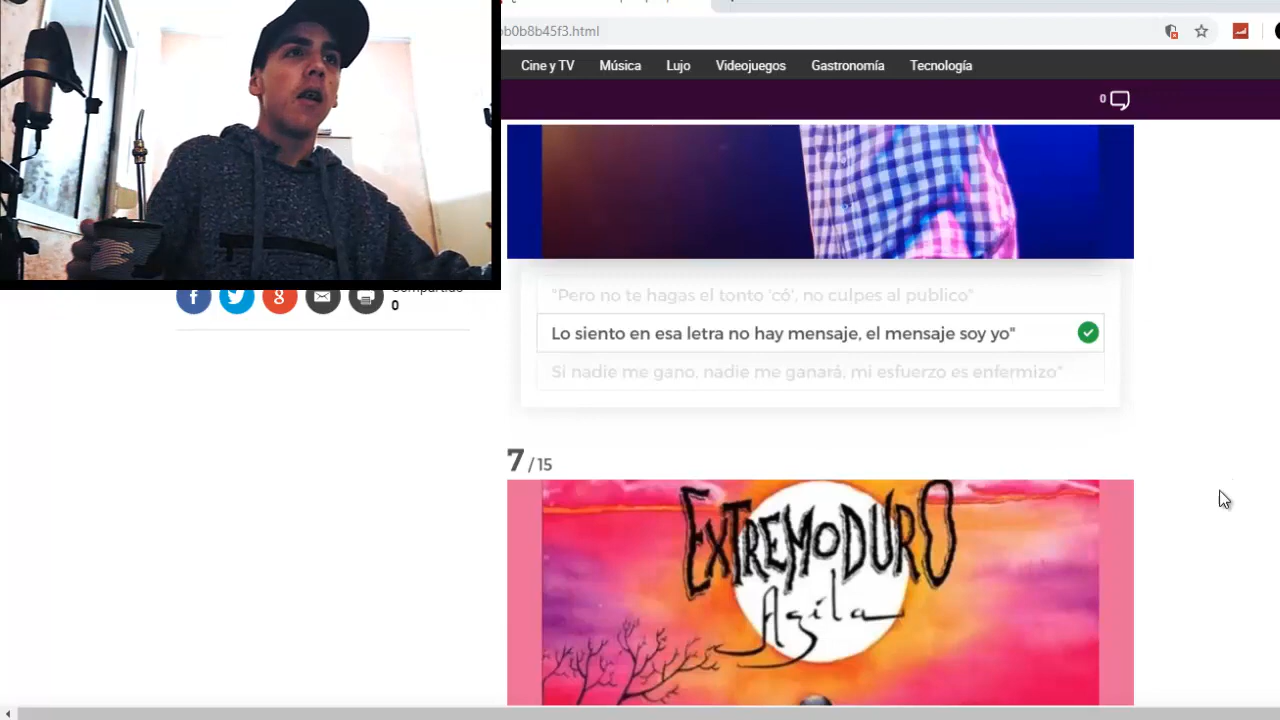 b0b8b45f3.html
Cine y TV Música Lujo Videojuegos Gastronomía Tecnología
0
"Pero no te hagas el tonto 'có', no culpes al publico"
Compartido
0
Lo siento en esa letra no hay mensaje, el mensaje soy yo"
Si nadie me gano, nadie me ganará, mi esfuerzo es enfermizo"
7 / 15
EXTREMODURO
Agíla